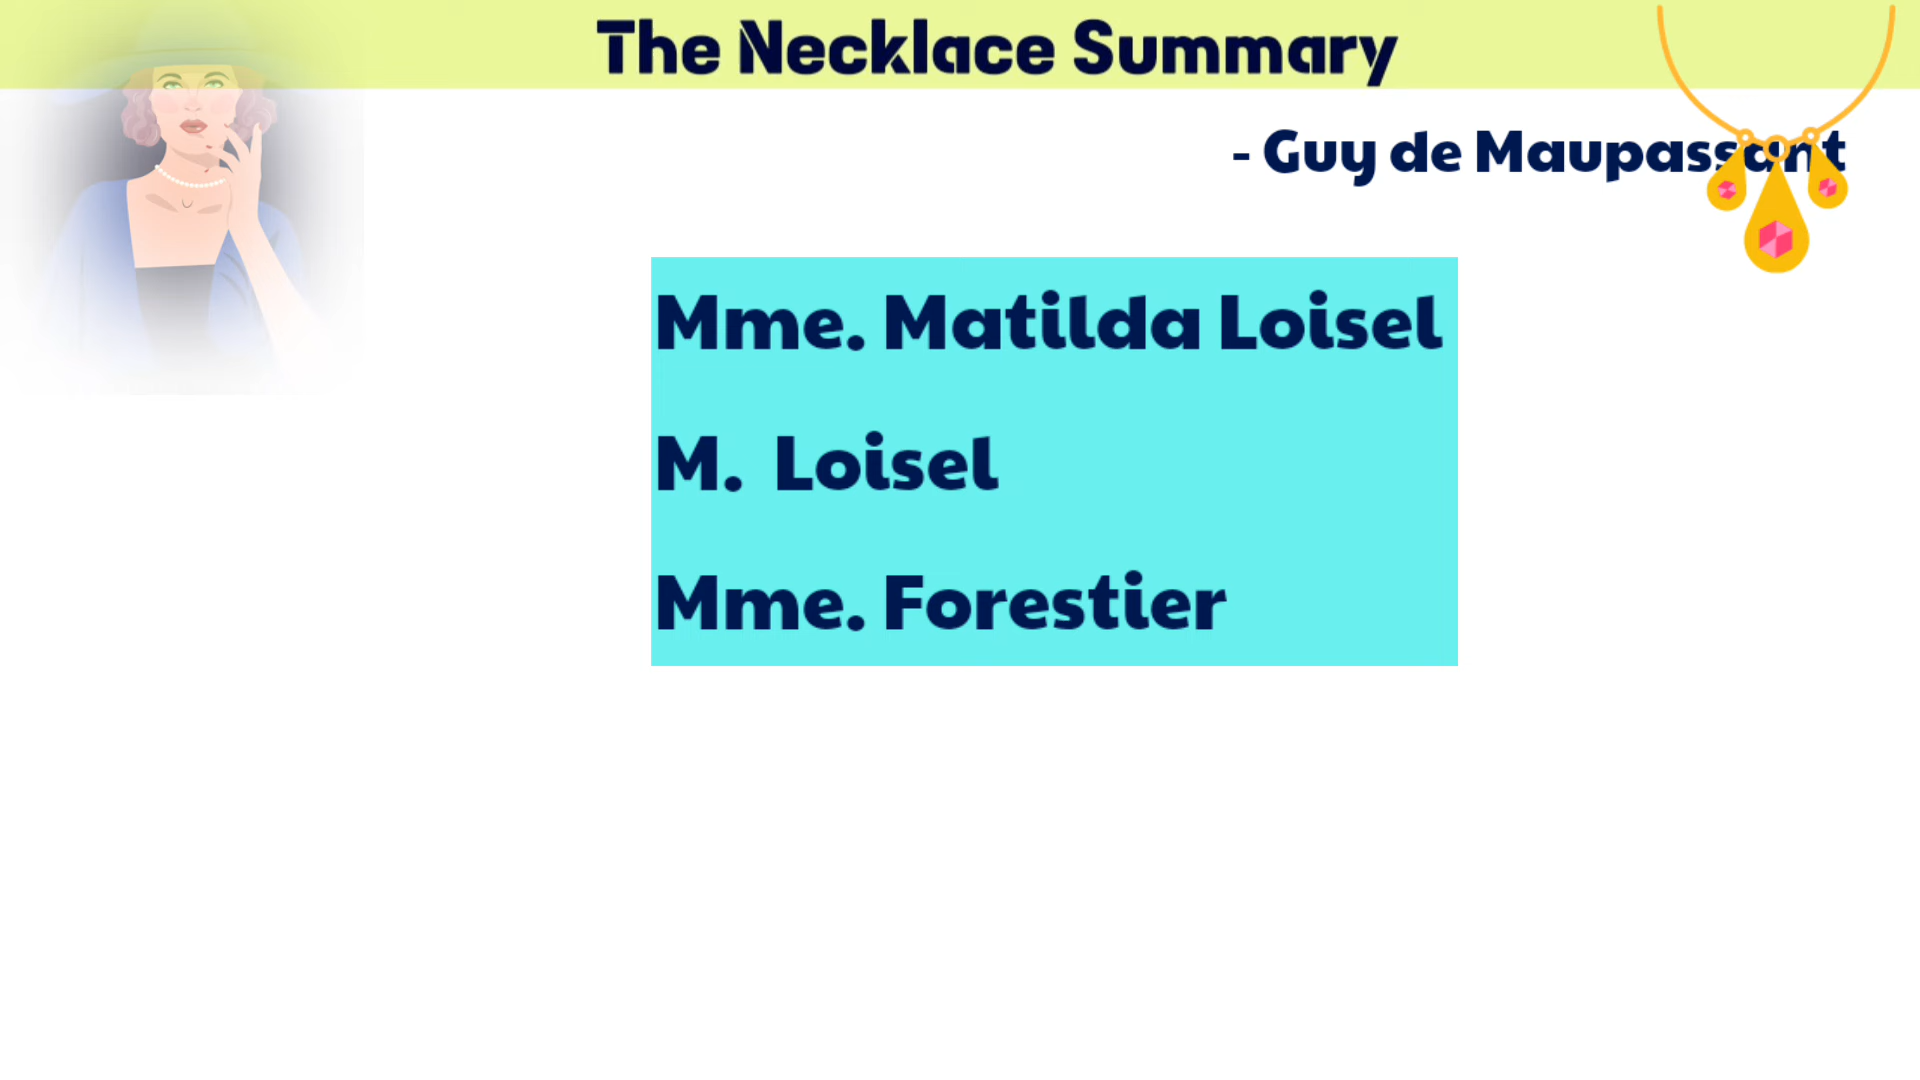 The Necklace Summary
- Guy de Maupassant
Mme. Matilda Loisel
M. Loisel
Mme. Forestier